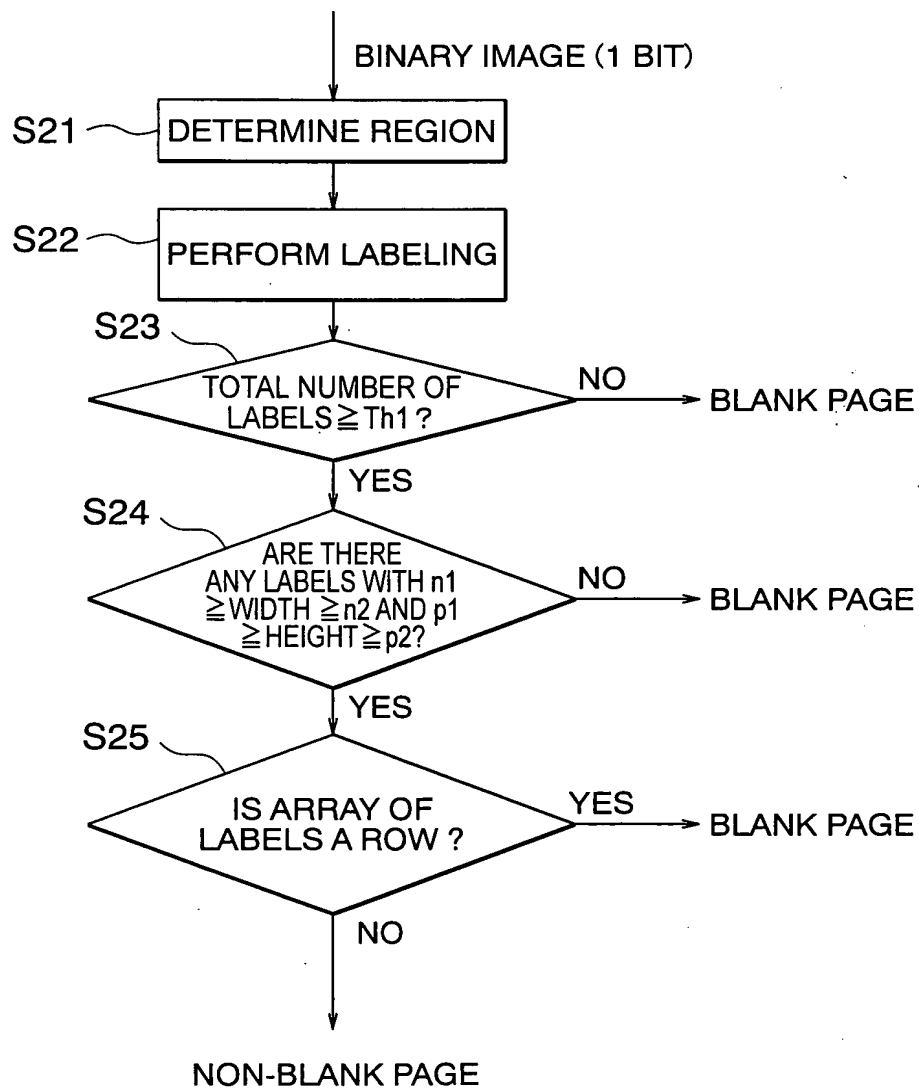 BINARY IMAGE (1 BIT)
S21
DETERMINE REGION
S22
PERFORM LABELING
S23
TOTAL NUMBER OF
LABELS ≧ Th1 ?
NO
BLANK PAGE
YES
S24
ARE THERE
ANY LABELS WITH n1
≧WIDTH ≧n2 AND p1
≧HEIGHT ≧p2?
NO
BLANK PAGE
YES
S25
IS ARRAY OF
LABELS A ROW ?
YES
BLANK PAGE
NO
NON-BLANK PAGE